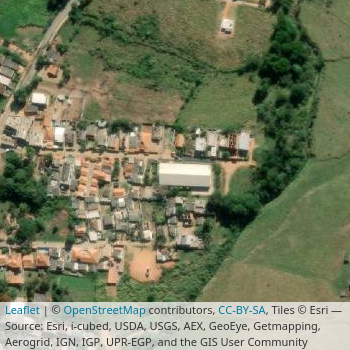 Leaflet | © OpenStreetMap contributors, CC-BY-SA, Tiles © Esri —
Source: Esri, i-cubed, USDA, USGS, AEX, GeoEye, Getmapping,
Aerogrid, IGN, IGP, UPR-EGP, and the GIS User Community